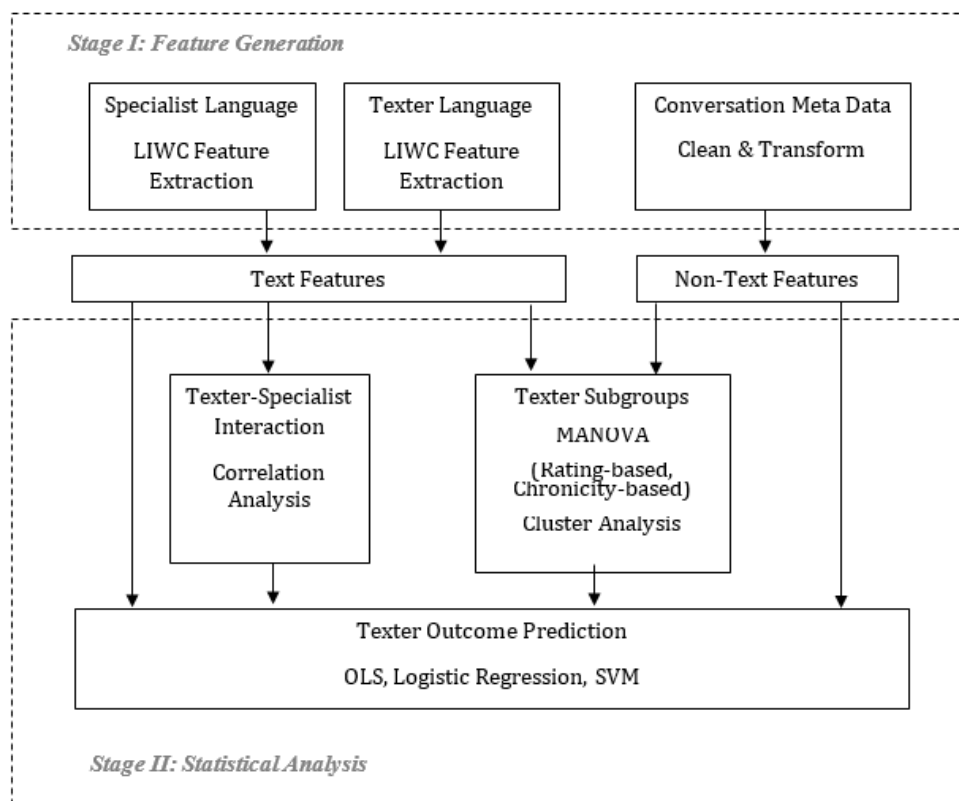 Stage I: Feature Generation
Specialist Language
LIWC Feature
Extraction
Texter Language
LIWC Feature
Extraction
Conversation Meta Data
Clean & Transform
Text Features
Non-Text Features
Texter-Specialist
Interaction
Correlation
Analysis
Texter Subgroups
MANOVA
(Rating-based,
Chronicity-based)
Cluster Analysis
Texter Outcome Prediction
OLS, Logistic Regression, SVM
Stage II: Statistical Analysis